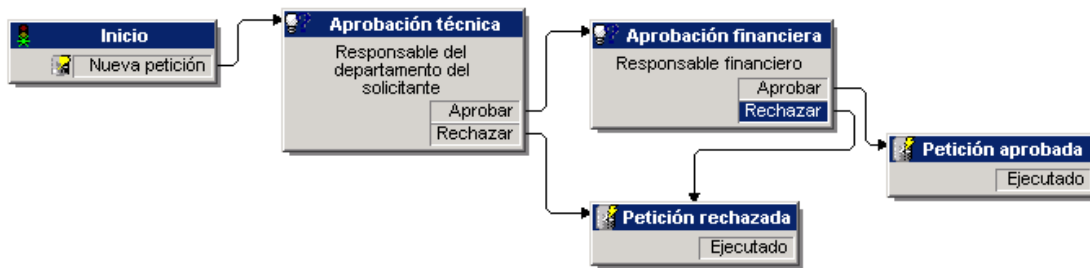 Inicio
Nueva petición
Aprobación técnica
Responsable del
departamento del
solicitante
Aprobar
Rechazar
Aprobación financiera
Responsable financiero
Aprobar
Rechazar
Petición aprobada
Ejecutado
Petición rechazada
Ejecutado